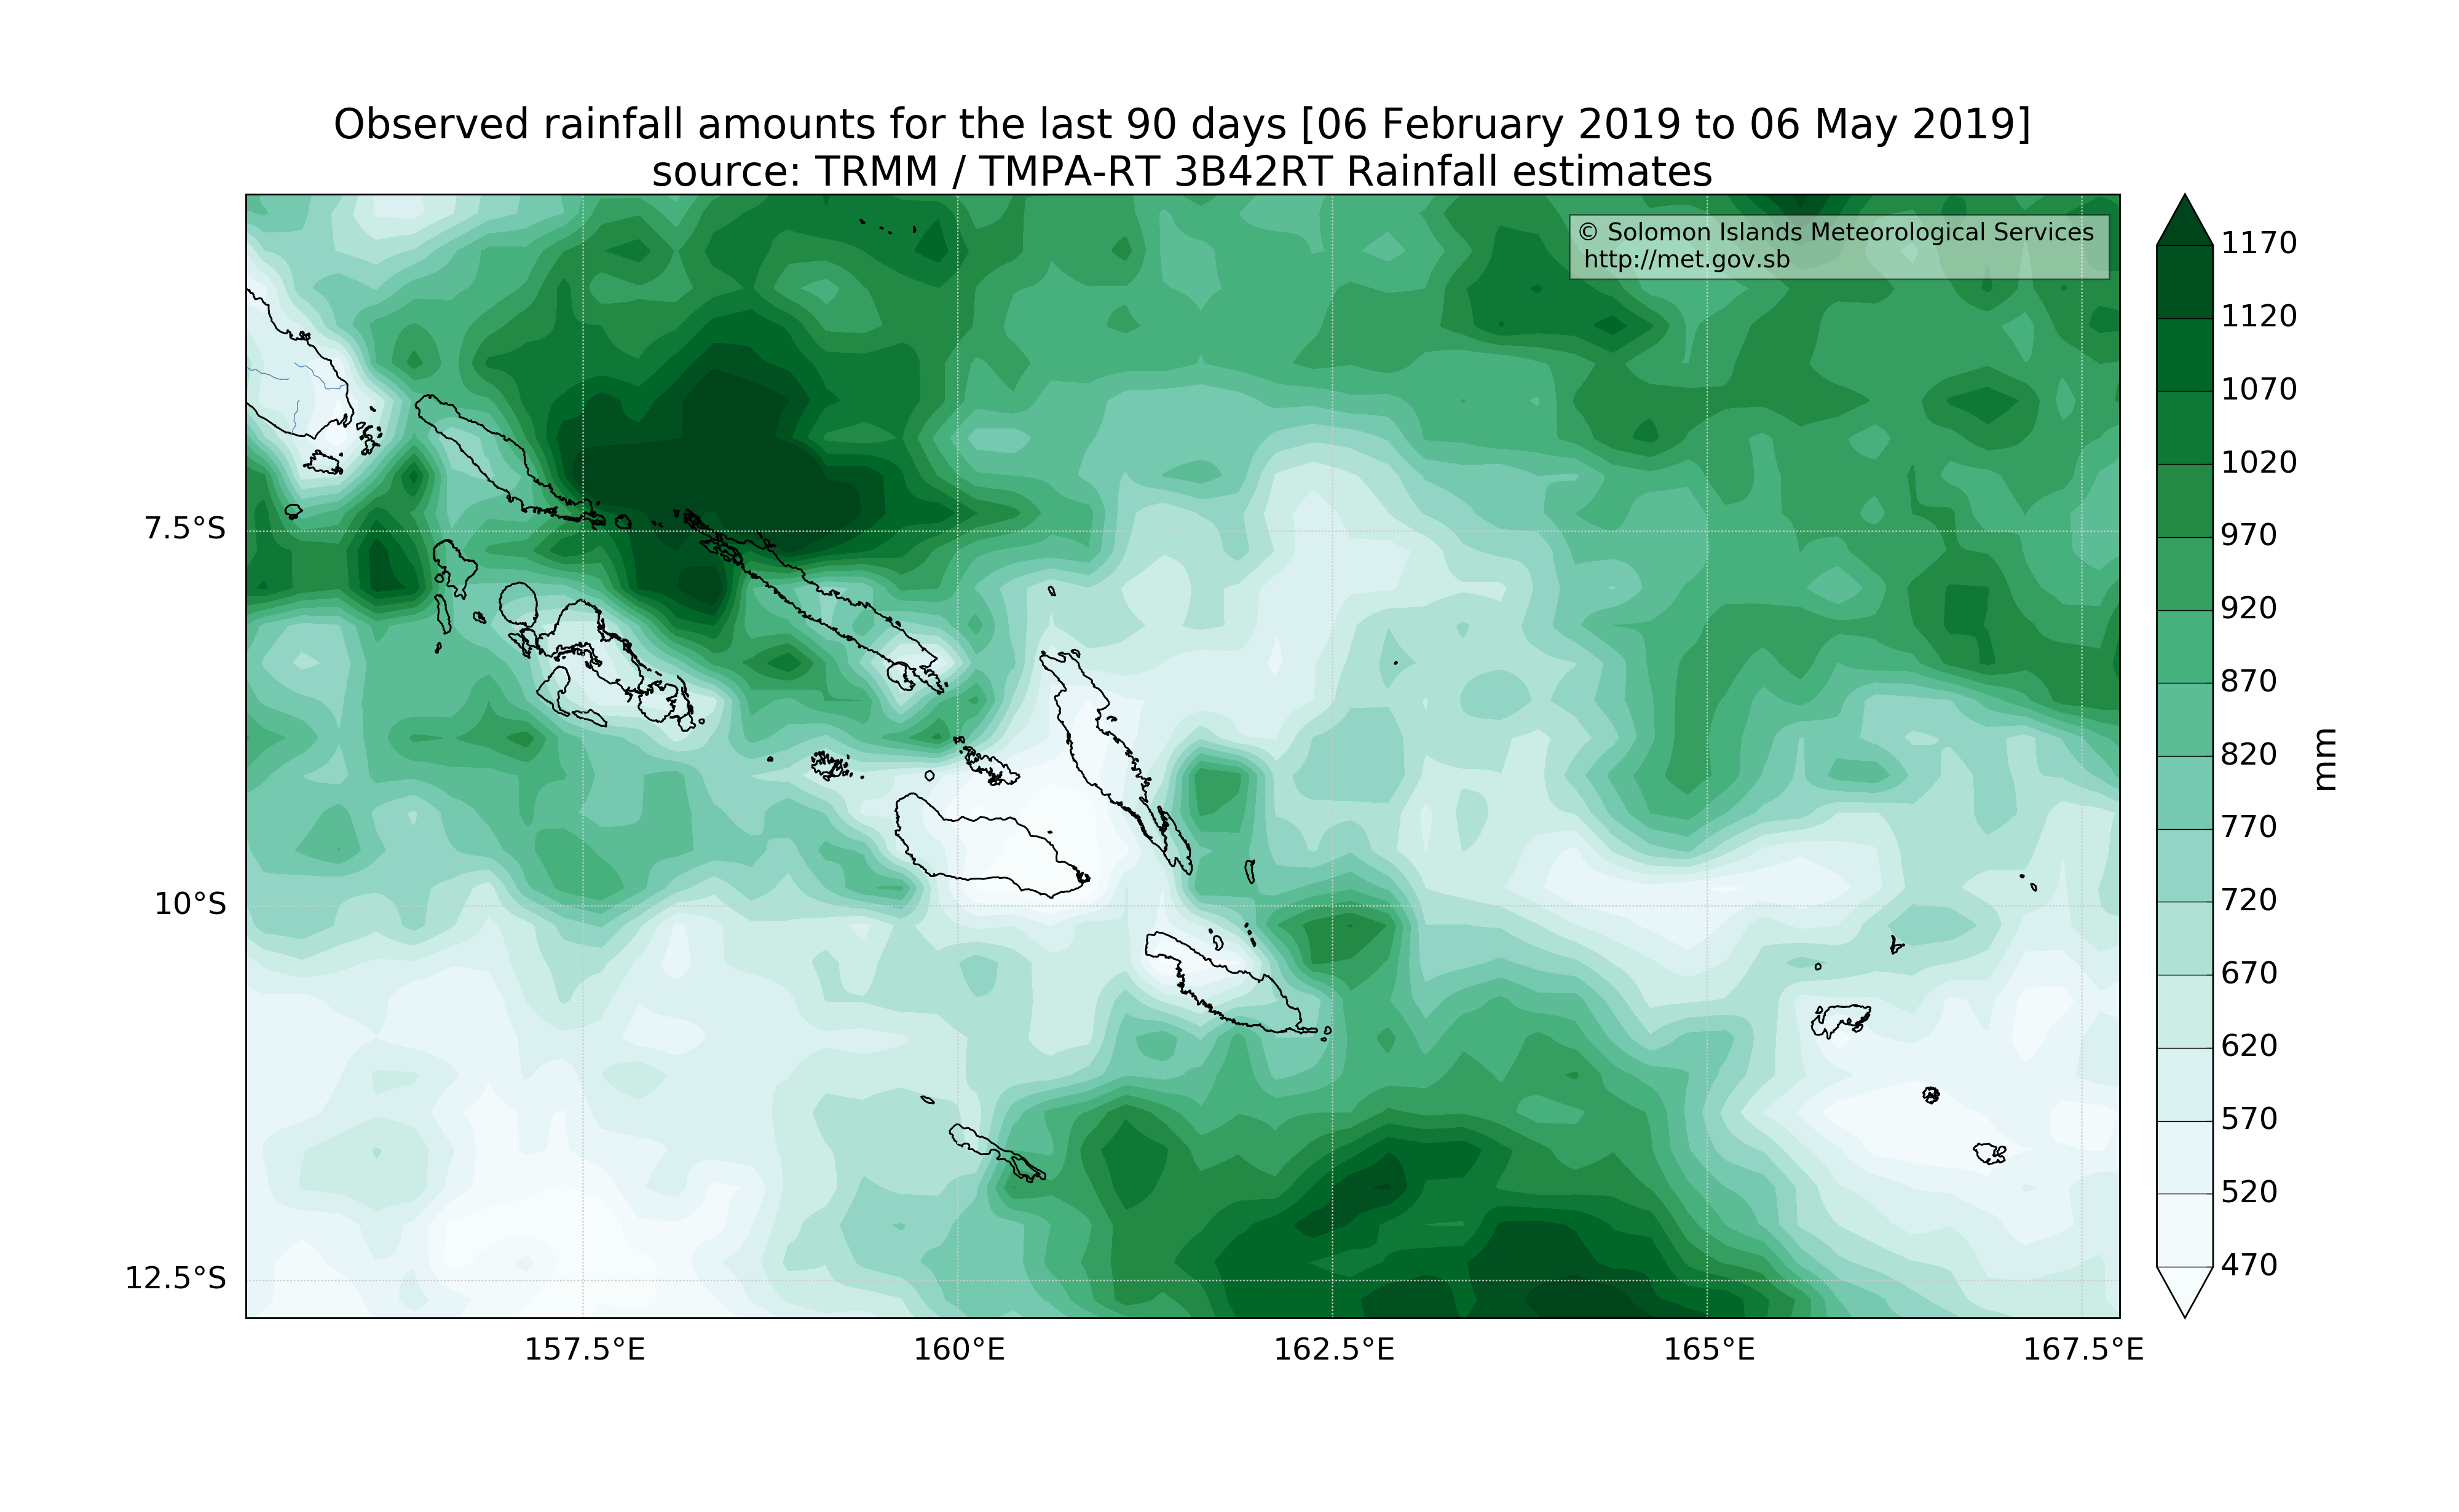 Observed rainfall amounts for the last 90 days [06 February 2019 to 06 May 2019]
source: TRMM / TMPA-RT 3B42RT Rainfall estimates
© Solomon Islands Meteorological Services
http://met.gov.sb
7.5°S
10°S
12.5°S
157.5°E
160°E
162.5°E
165°E
167.5°E
1170
1120
1070
1020
970
920
870
820
770
720
670
620
570
520
470
mm